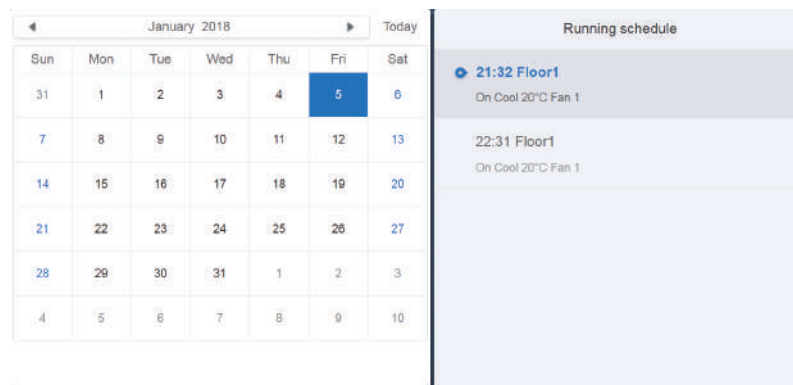 January 2018 Today
Sun Mon Tue Wed Thu Fri Sat
31 1 2 3 4 5 6
7 8 9 10 11 12 13
14 15 16 17 18 19 20
21 22 23 24 25 26 27
28 29 30 31 1 2 3
4 5 6 7 8 9 10
Running schedule
21:32 Floor1
On Cool 20°C Fan 1
22:31 Floor1
On Cool 20°C Fan 1